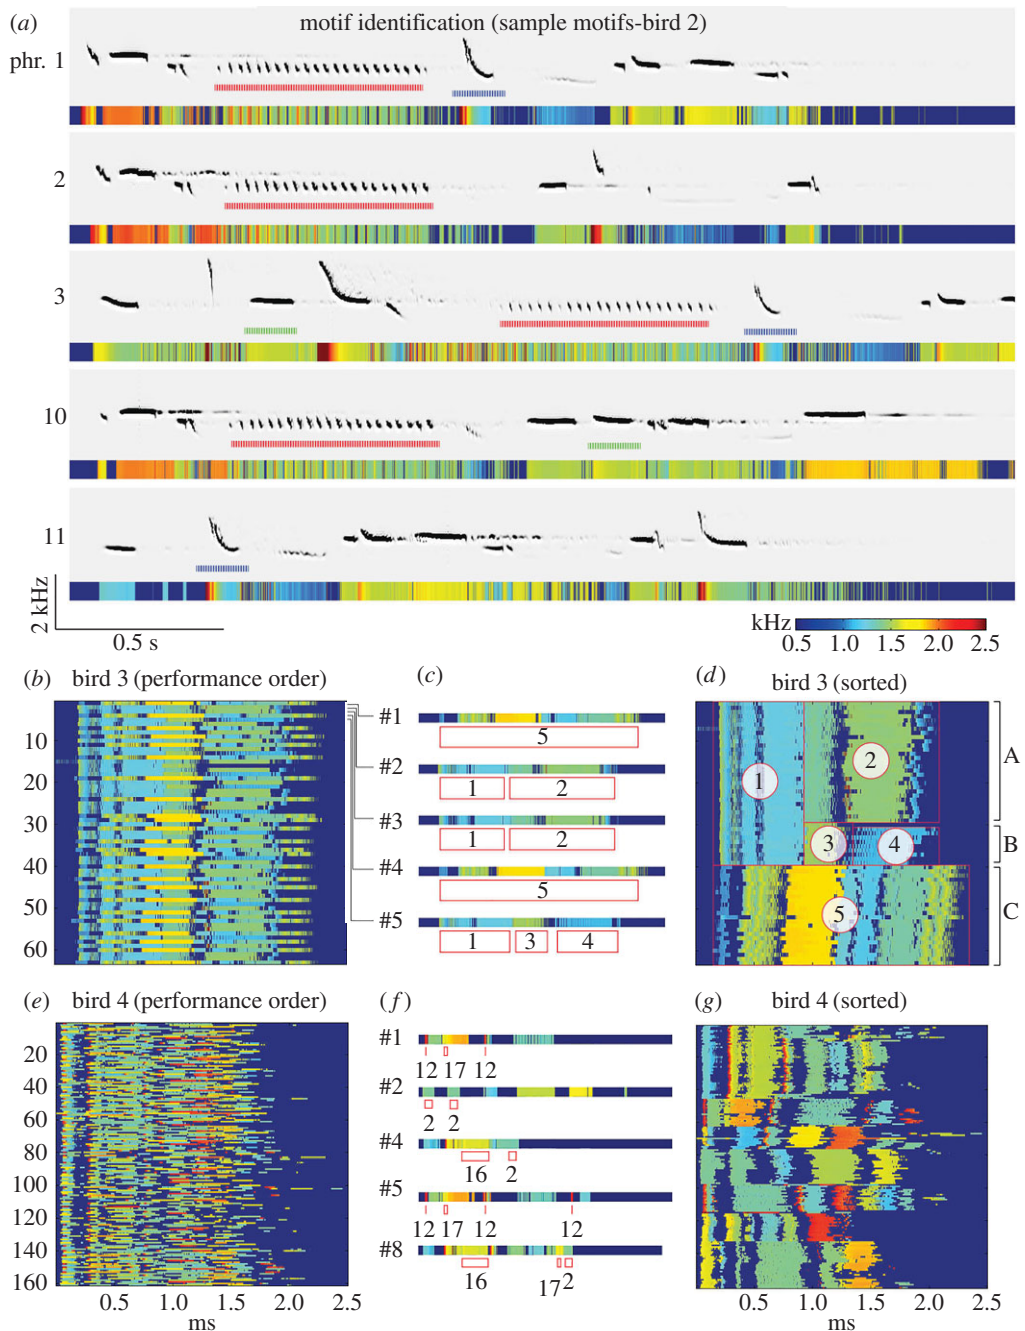 (a) motif identification (sample motifs-bird 2)
phr. 1
2
3
10
11
2 kHz
0.5 s
kHz
0.5 1.0 1.5 2.0 2.5
(b) bird 3 (performance order)
10
20
30
40
50
60
(c)
#1
5
#2
1 2
#3
1 2
#4
5
#5
1 3 4
(d) bird 3 (sorted)
1
2
3
4
5
A
B
C
(e) bird 4 (performance order)
20
40
60
80
100
120
140
160
0.5 1.0 1.5 2.0 2.5
ms
(f)
#1
12 17 12
#2
2 2
#4
16 2
#5
12 17 12 12
#8
16 17 2
(g) bird 4 (sorted)
0.5 1.0 1.5 2.0 2.5
ms